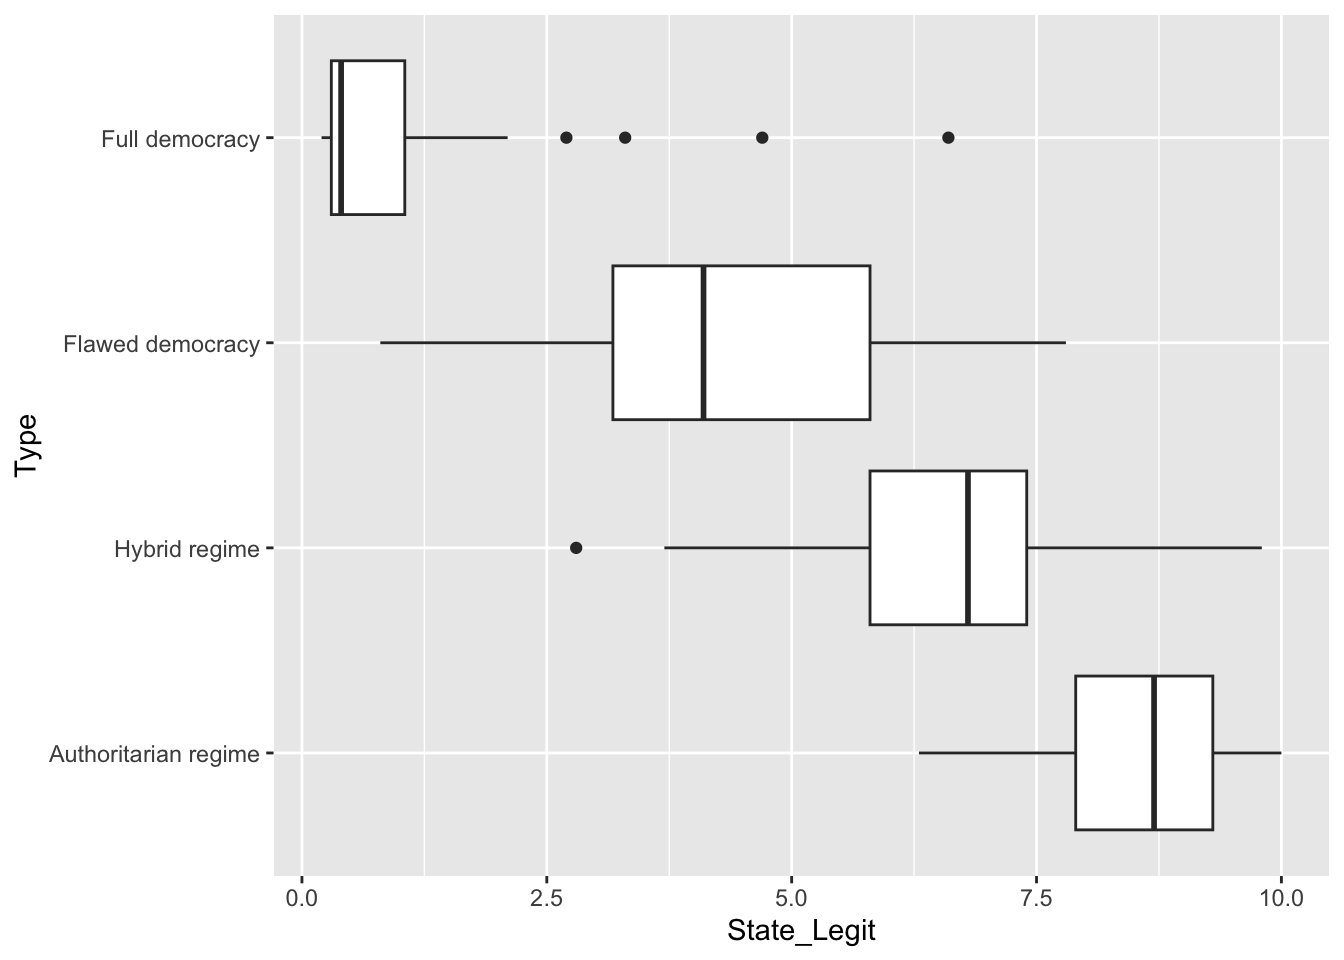 Full democracy
Flawed democracy
Hybrid regime
Authoritarian regime
Type
0.0 2.5 5.0 7.5 10.0
State_Legit